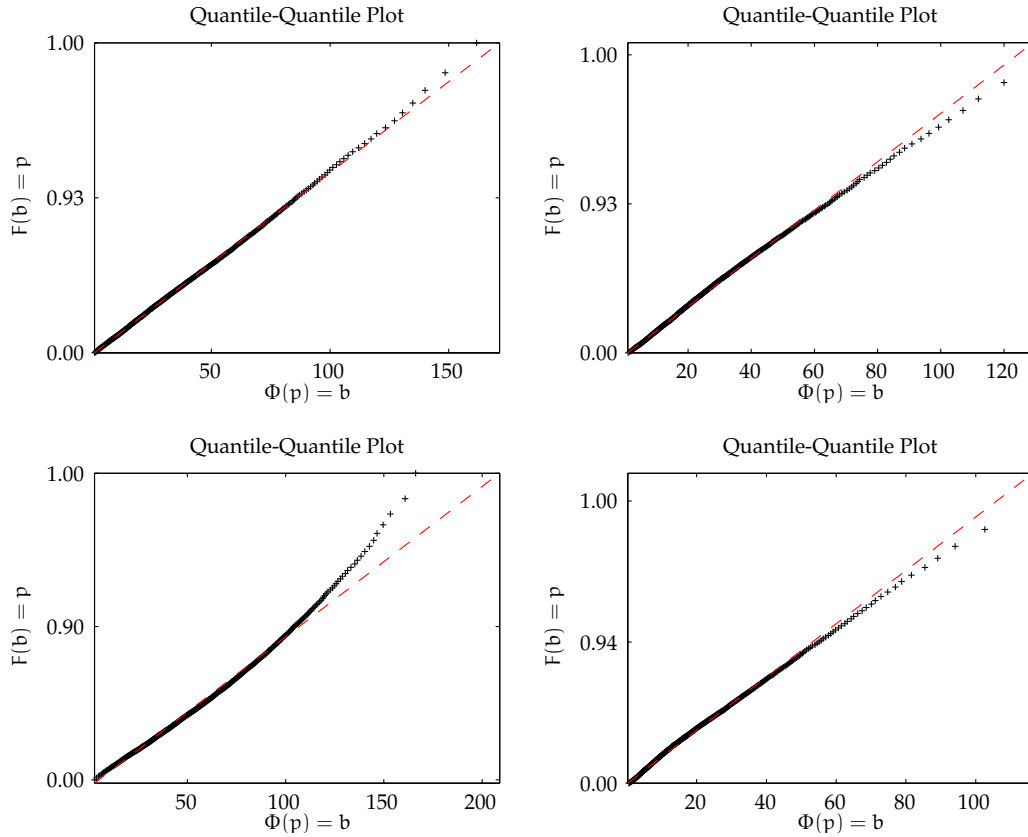 Quantile-Quantile Plot
1.00
0.93
0.00
F(b) = p
50
100
150
Φ(p) = b
Quantile-Quantile Plot
1.00
0.93
0.00
F(b) = p
20
40
60
80
100
120
Φ(p) = b
Quantile-Quantile Plot
1.00
0.90
0.00
F(b) = p
50
100
150
200
Φ(p) = b
Quantile-Quantile Plot
1.00
0.94
0.00
F(b) = p
20
40
60
80
100
Φ(p) = b